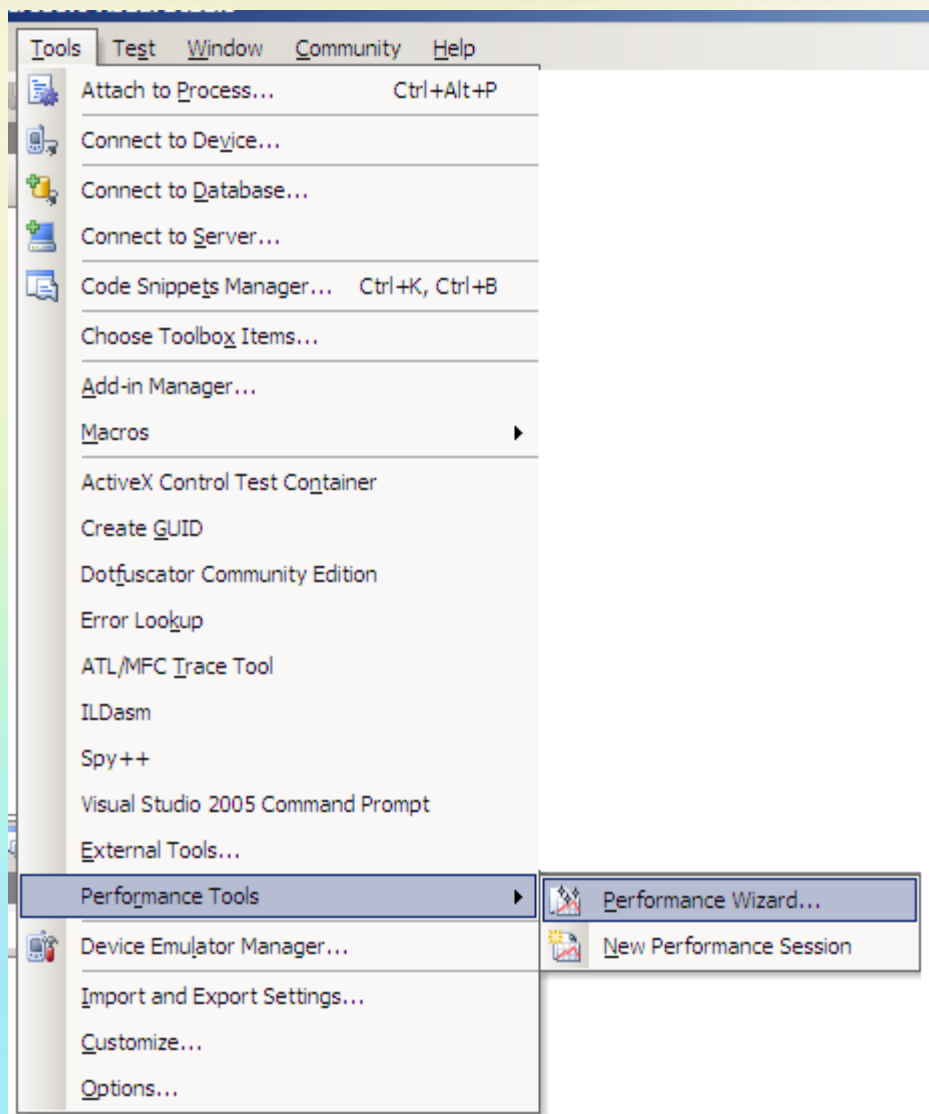 Tools Test Window Community Help
Attach to Process... Ctrl+Alt+P
Connect to Device...
Connect to Database...
Connect to Server...
Code Snippets Manager... Ctrl+K, Ctrl+B
Choose Toolbox Items...
Add-in Manager...
Macros
ActiveX Control Test Container
Create GUID
Dotfuscator Community Edition
Error Lookup
ATL/MFC Trace Tool
ILDasm
Spy++
Visual Studio 2005 Command Prompt
External Tools...
Performance Tools
Performance Wizard...
New Performance Session
Device Emulator Manager...
Import and Export Settings...
Customize...
Options...